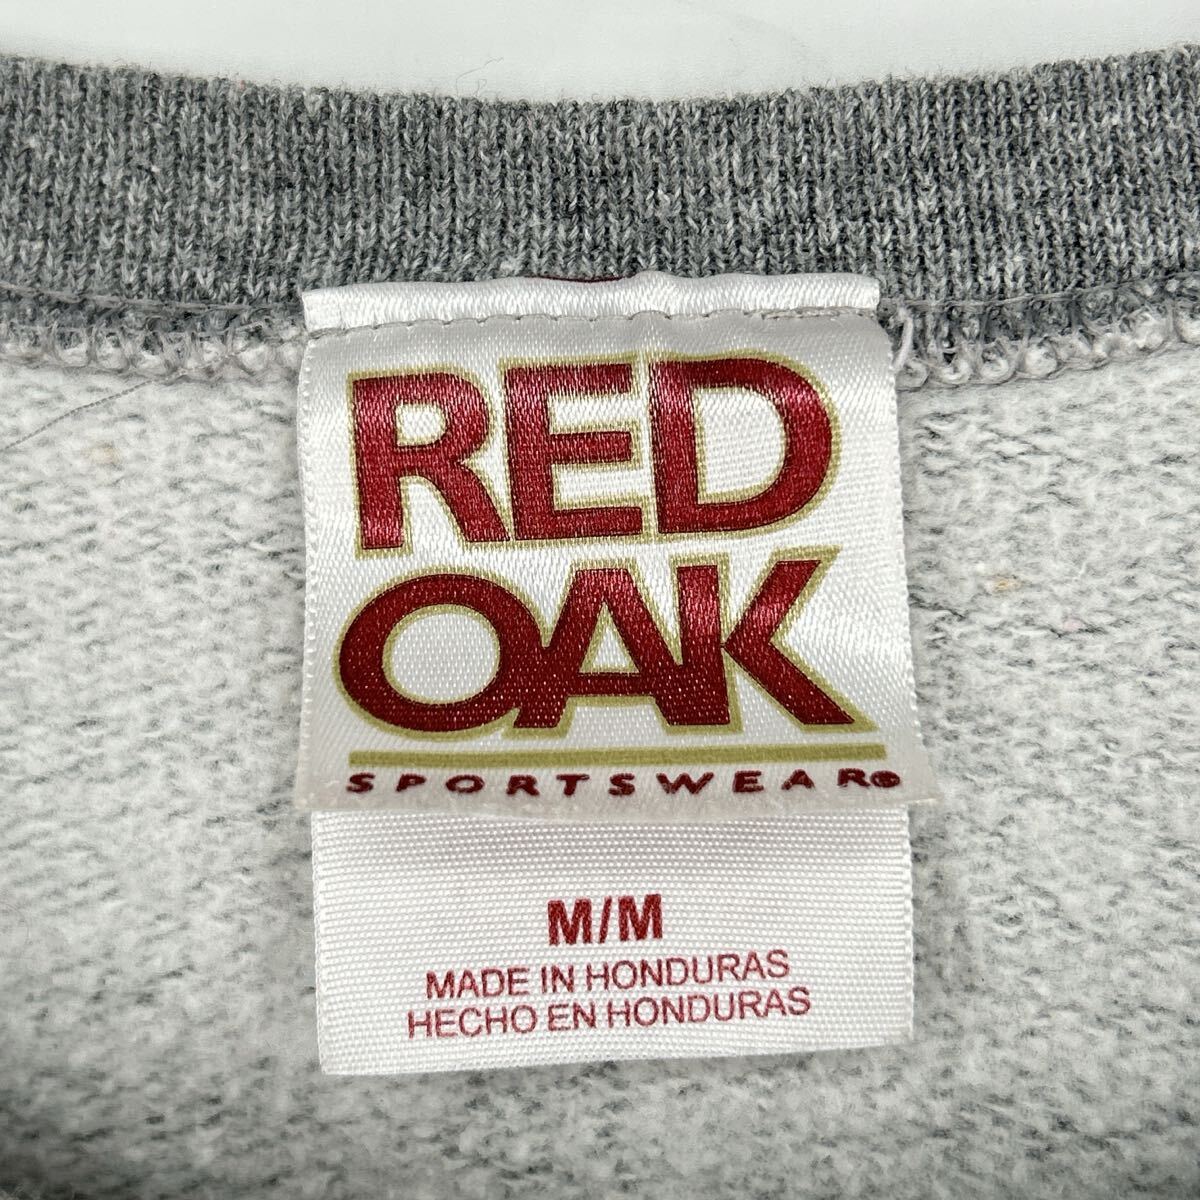 RED
OAK
SPORTSWEAR®
M/M
MADE IN HONDURAS
HECHO EN HONDURAS